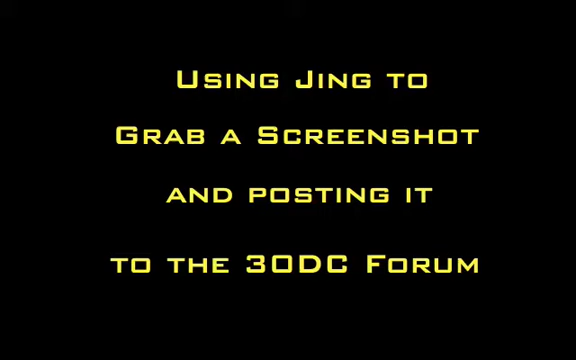 Using Jing to
Grab a Screenshot
and posting it
to the 30DC Forum